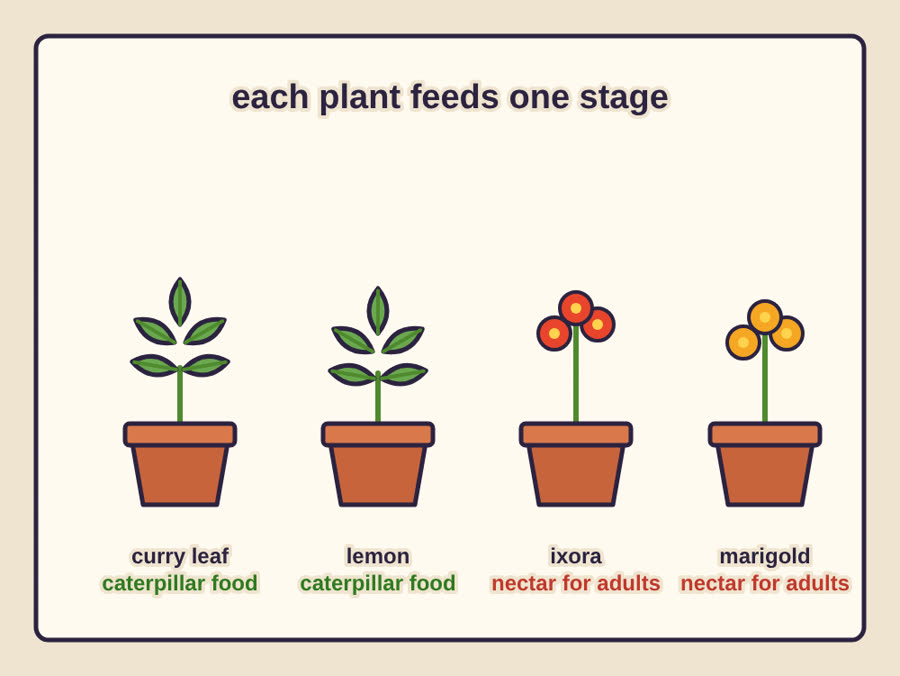 each plant feeds one stage
curry leaf
caterpillar food
lemon
caterpillar food
ixora
nectar for adults
marigold
nectar for adults